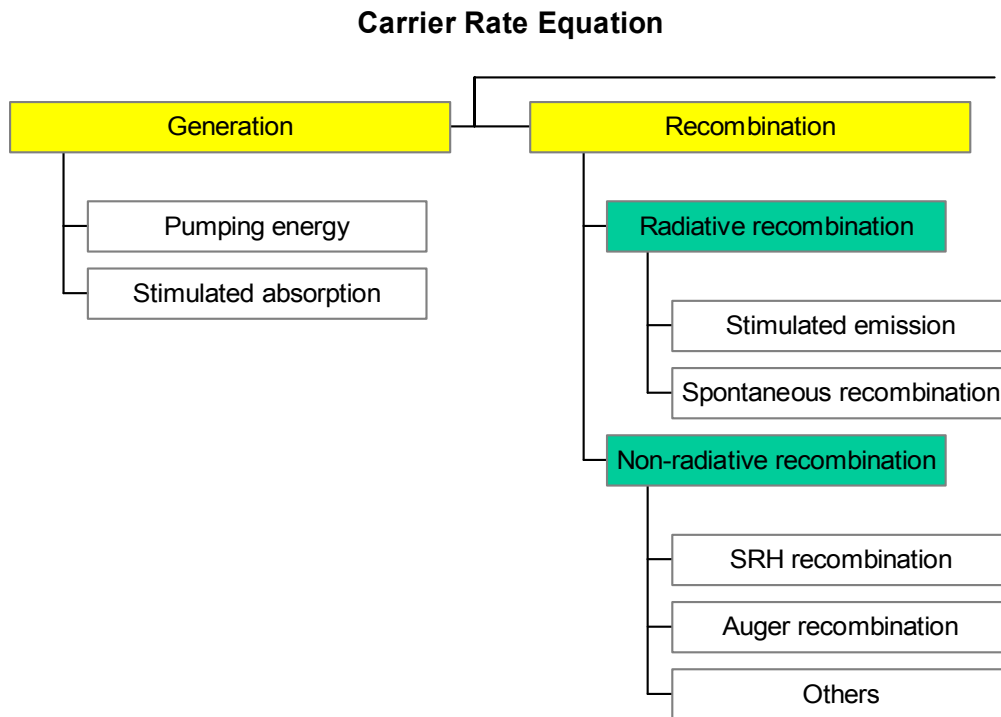 Carrier Rate Equation
Generation
Recombination
Pumping energy
Stimulated absorption
Radiative recombination
Stimulated emission
Spontaneous recombination
Non-radiative recombination
SRH recombination
Auger recombination
Others